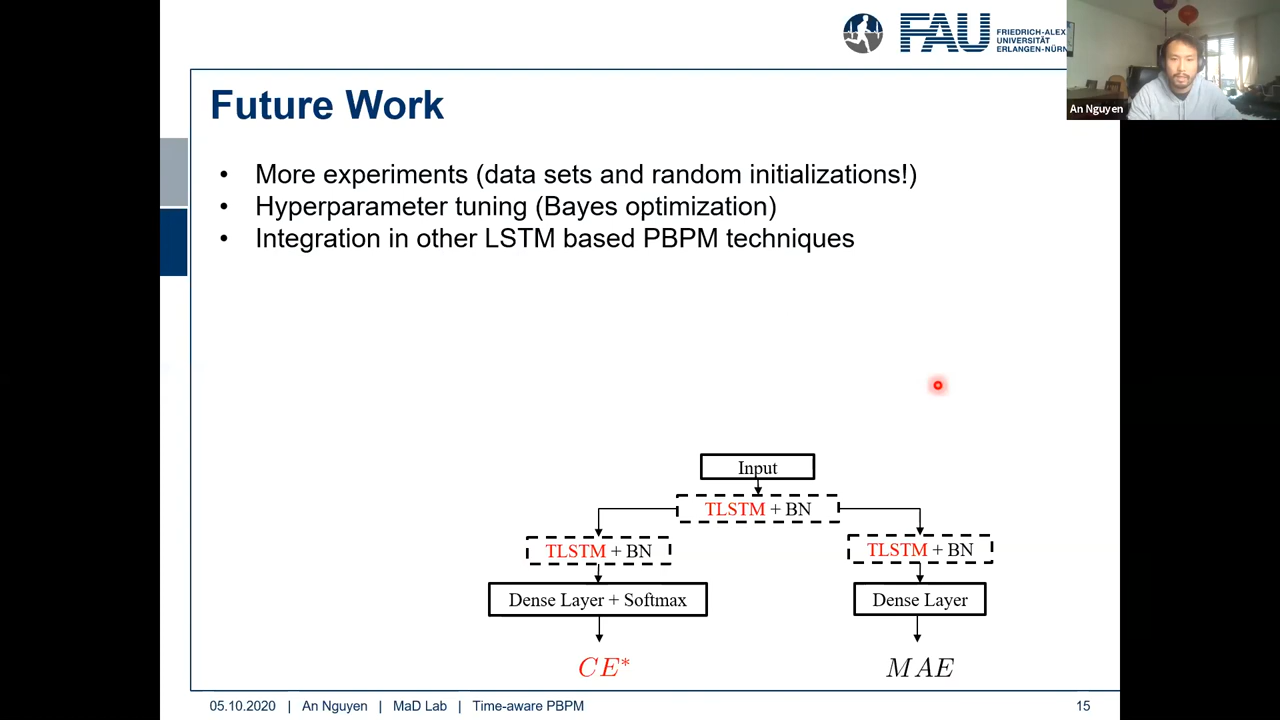 FAU
FRIEDRICH-ALEX
UNIVERSITÄT
ERLANGEN-NÜRN
An Nguyen
Future Work
• More experiments (data sets and random initializations!)
• Hyperparameter tuning (Bayes optimization)
• Integration in other LSTM based PBPM techniques
Input
TLSTM + BN
TLSTM + BN
TLSTM + BN
Dense Layer + Softmax
Dense Layer
CE*
MAE
05.10.2020 | An Nguyen | MaD Lab | Time-aware PBPM
15